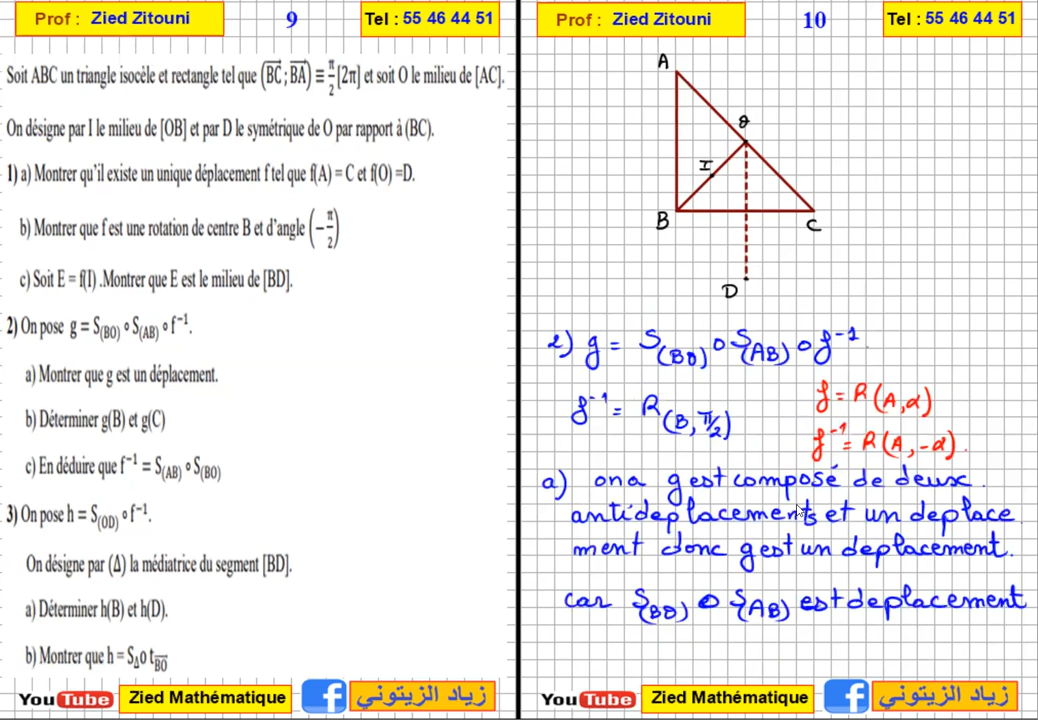 Prof : Zied Zitouni
9
Tel : 55 46 44 51
Soit ABC un triangle isocèle et rectangle tel que (BC⃗ ; BA⃗) ≡ π/2 [2π] et soit O le milieu de [AC].
On désigne par I le milieu de [OB] et par D le symétrique de O par rapport à (BC).
1) a) Montrer qu'il existe un unique déplacement f tel que f(A) = C et f(O) =D.
b) Montrer que f est une rotation de centre B et d'angle (-π/2)
c) Soit E = f(I) .Montrer que E est le milieu de [BD].
2) On pose g = S(BO) ∘ S(AB) ∘ f⁻¹.
a) Montrer que g est un déplacement.
b) Déterminer g(B) et g(C)
c) En déduire que f⁻¹ = S(AB) ∘ S(BO)
3) On pose h = S(OD) ∘ f⁻¹.
On désigne par (Δ) la médiatrice du segment [BD].
a) Déterminer h(B) et h(D).
b) Montrer que h = SΔo tBO⃗
You Tube
Zied Mathématique
f
زياد الزيتوني
Prof : Zied Zitouni
10
Tel : 55 46 44 51
A
O
I
B
C
D
2) g = S(BO) o S(AB) o f⁻¹
f⁻¹ = R(B, π/2)
f = R(A, α)
f⁻¹ = R(A, -α).
a) on a g est composé de deux
antideplacements et un deplace
ment donc g est un deplacement.
car S(BO) o S(AB) est deplacement
You Tube
Zied Mathématique
f
زياد الزيتوني